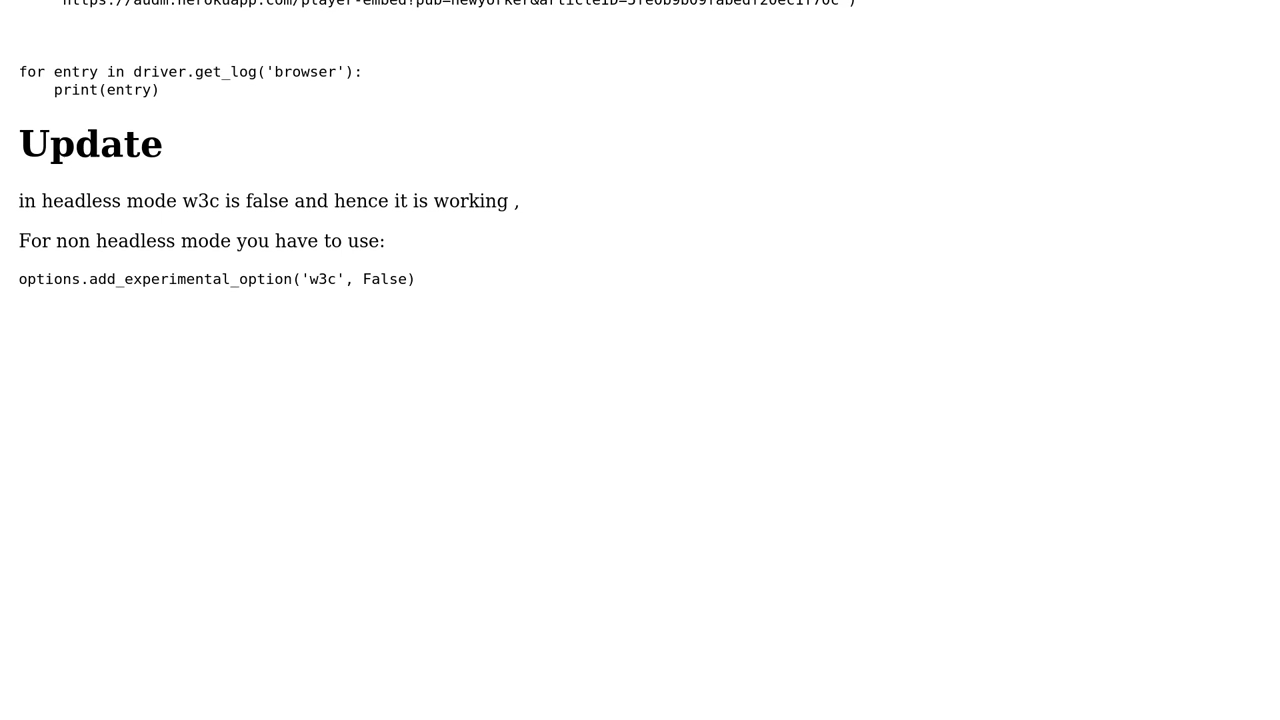 for entry in driver.get_log('browser'):
    print(entry)
Update
in headless mode w3c is false and hence it is working ,
For non headless mode you have to use:
options.add_experimental_option('w3c', False)